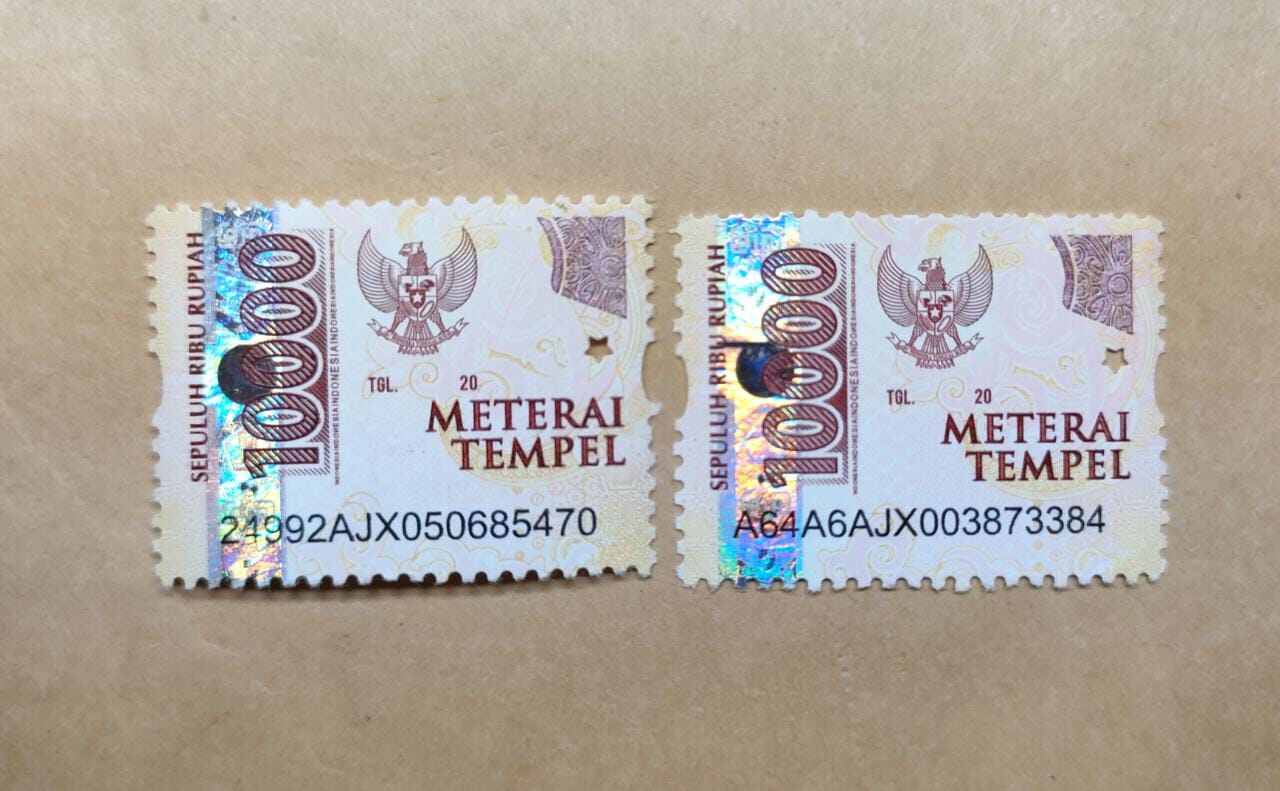 SEPULUH RIBU RUPIAH
10000
TGL. 20
METERAI
TEMPEL
24992AJX050685470
SEPULUH RIBU RUPIAH
10000
TGL. 20
METERAI
TEMPEL
A64A6AJX003873384